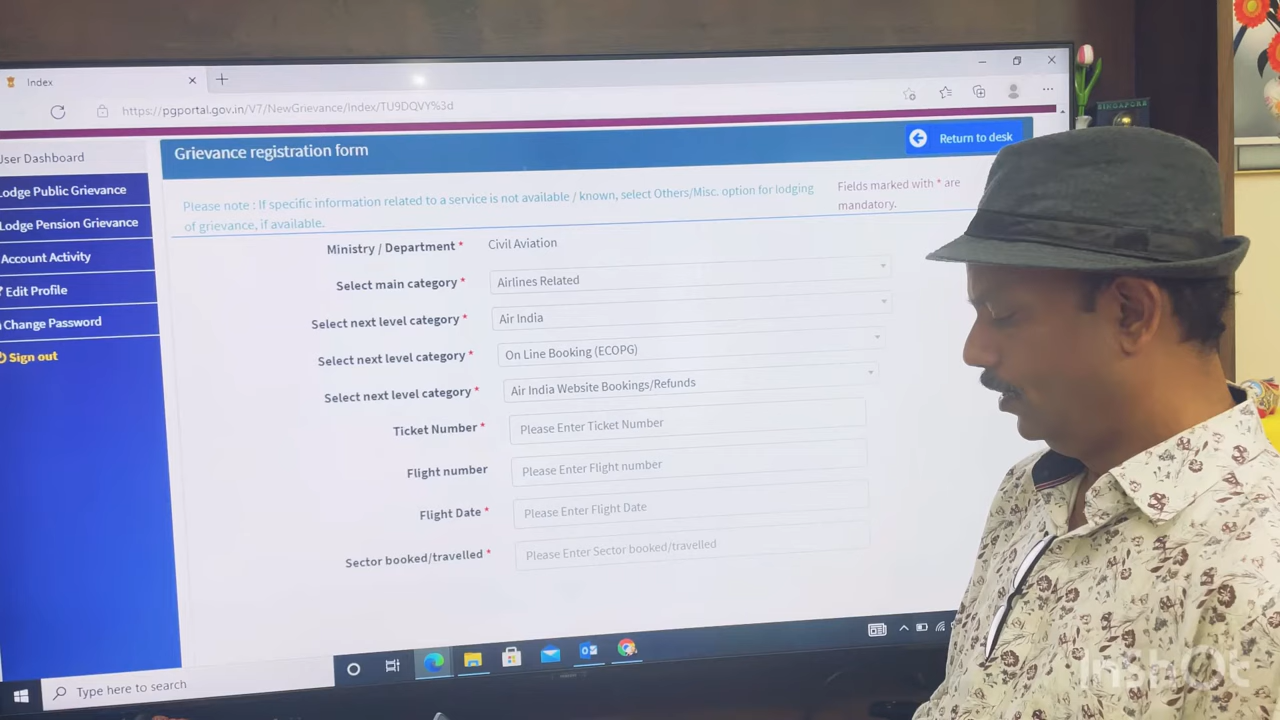 Index
https://pgportal.gov.in/V7/NewGrievance/Index/TU9DQVY%3d
SINGAPORE
User Dashboard
Grievance registration form
Return to desk
Lodge Public Grievance
Lodge Pension Grievance
Account Activity
Edit Profile
Change Password
Sign out
Please note : If specific information related to a service is not available / known, select Others/Misc. option for lodging
of grievance, if available.
Fields marked with * are
mandatory.
Ministry / Department * Civil Aviation
Select main category * Airlines Related
Select next level category * Air India
Select next level category * On Line Booking (ECOPG)
Select next level category * Air India Website Bookings/Refunds
Ticket Number * Please Enter Ticket Number
Flight number Please Enter Flight number
Flight Date * Please Enter Flight Date
Sector booked/travelled * Please Enter Sector booked/travelled
Type here to search
InShOt